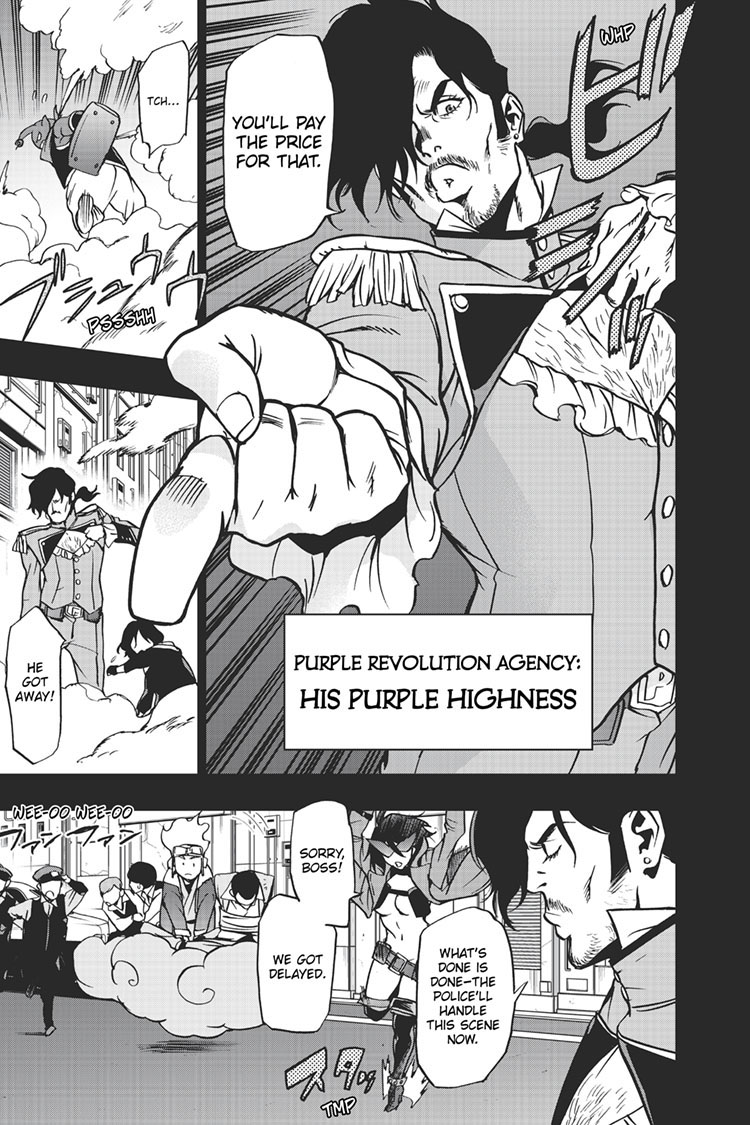 WHP
ビ
YOU'LL PAY
THE PRICE
FOR THAT.
PURPLE REVOLUTION AGENCY:
HIS PURPLE HIGHNESS
TCH...
ブシュウ
PSSSHH
HE
GOT
AWAY!
WHAT'S
DONE IS
DONE-THE
POLICE'LL
HANDLE
THIS SCENE
NOW.
SORRY,
BOSS!
WE GOT
DELAYED.
スタッ
TMP
WEE-OO WEE-OO
ファンファン